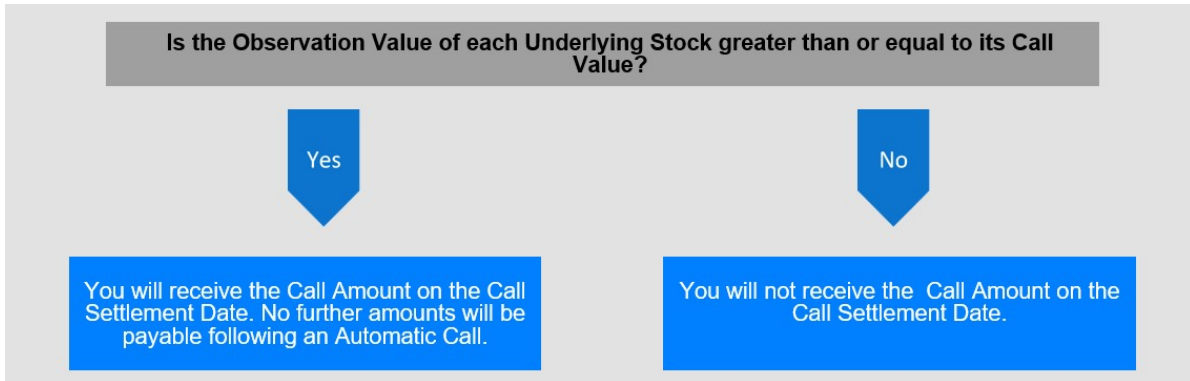 Is the Observation Value of each Underlying Stock greater than or equal to its Call
Value?
Yes
No
You will receive the Call Amount on the Call
Settlement Date. No further amounts will be
payable following an Automatic Call.
You will not receive the  Call Amount on the
Call Settlement Date.